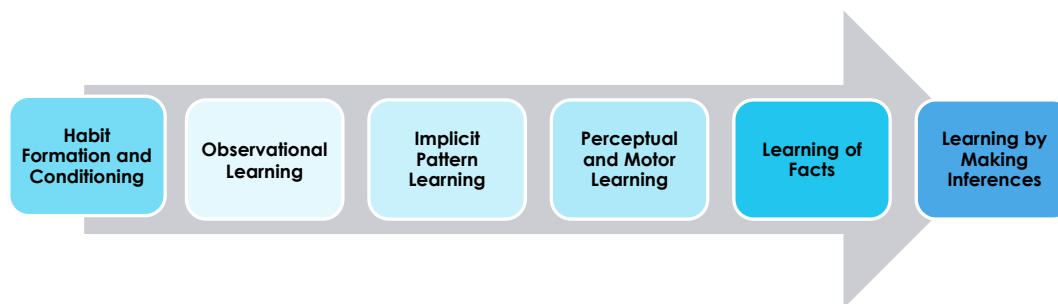 Habit
Formation and
Conditioning
Observational
Learning
Implicit
Pattern
Learning
Perceptual
and Motor
Learning
Learning of
Facts
Learning by
Making
Inferences